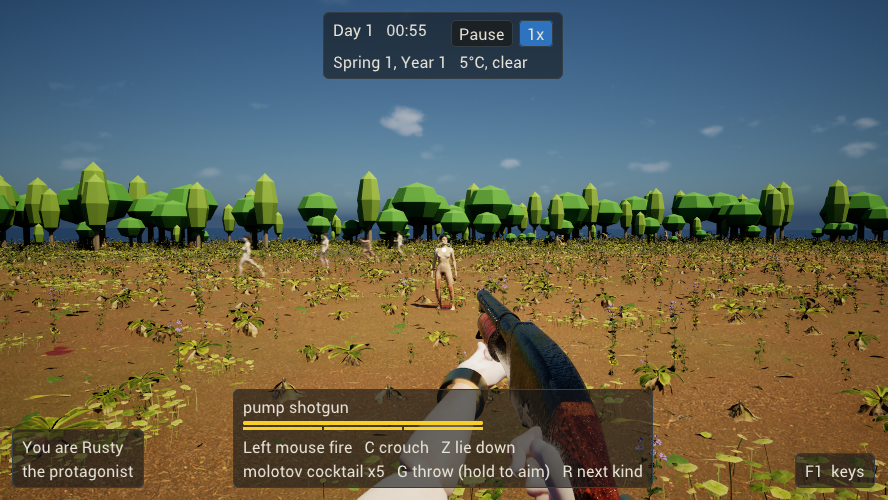 Day 1 00:55 Pause 1x
Spring 1, Year 1 5°C, clear
pump shotgun
Left mouse fire C crouch Z lie down
molotov cocktail x5 G throw (hold to aim) R next kind
You are Rusty
the protagonist
F1 keys